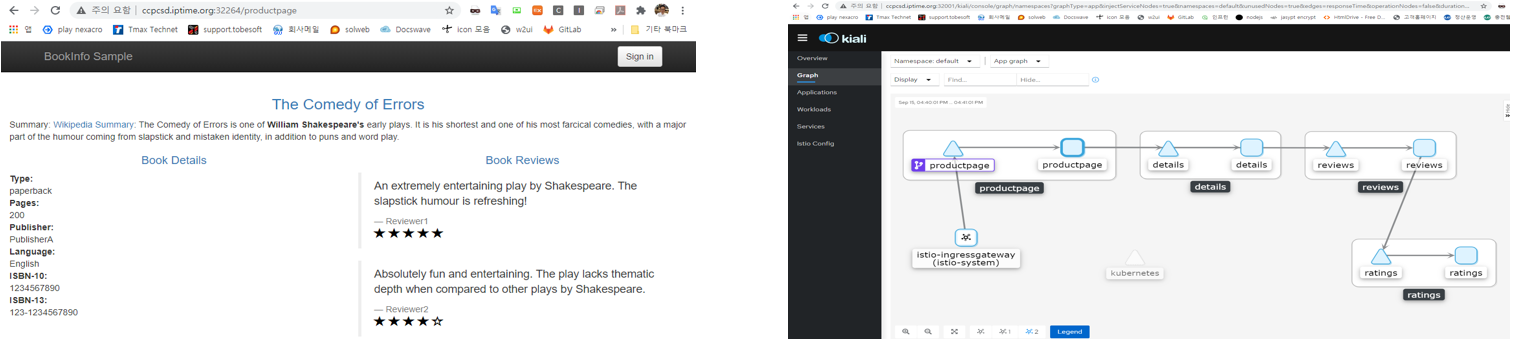 주의 요함 | ccpcsd.iptime.org:32264/productpage
앱 play nexacro Tmax Technet support.tobesoft 회사메일 solweb Docswave icon 모음 w2ui GitLab » 기타 북마크
BookInfo Sample
Sign in
The Comedy of Errors
Summary: Wikipedia Summary: The Comedy of Errors is one of William Shakespeare's early plays. It is his shortest and one of his most farcical comedies, with a major
part of the humour coming from slapstick and mistaken identity, in addition to puns and word play.
Book Details
Type:
paperback
Pages:
200
Publisher:
PublisherA
Language:
English
ISBN-10:
1234567890
ISBN-13:
123-1234567890
Book Reviews
An extremely entertaining play by Shakespeare. The
slapstick humour is refreshing!
— Reviewer1
★★★★★
Absolutely fun and entertaining. The play lacks thematic
depth when compared to other plays by Shakespeare.
— Reviewer2
★★★★☆
주의 요함 | ccpcsd.iptime.org:32001/kiali/console/graph/namespaces?graphType=app&injectServiceNodes=true&namespaces=default&unusedNodes=true&edges=responseTime&operationNodes=false&duration...
앱 play nexacro Tmax Technet support.tobesoft 회사메일 solweb Docswave icon 모음 w2ui GitLab 인프런 nodejs jasypt encrypt HttpDrive - Free O... 고객홈페이지 정산운영
kiali
Overview
Graph
Applications
Workloads
Services
Istio Config
Namespace: default
App graph
Display
Find...
Hide...
Sep 15, 04:40:01 PM ... 04:41:01 PM
Hide
productpage
productpage
productpage
details
details
details
reviews
reviews
reviews
istio-ingressgateway
(istio-system)
kubernetes
ratings
ratings
ratings
1
2
Legend